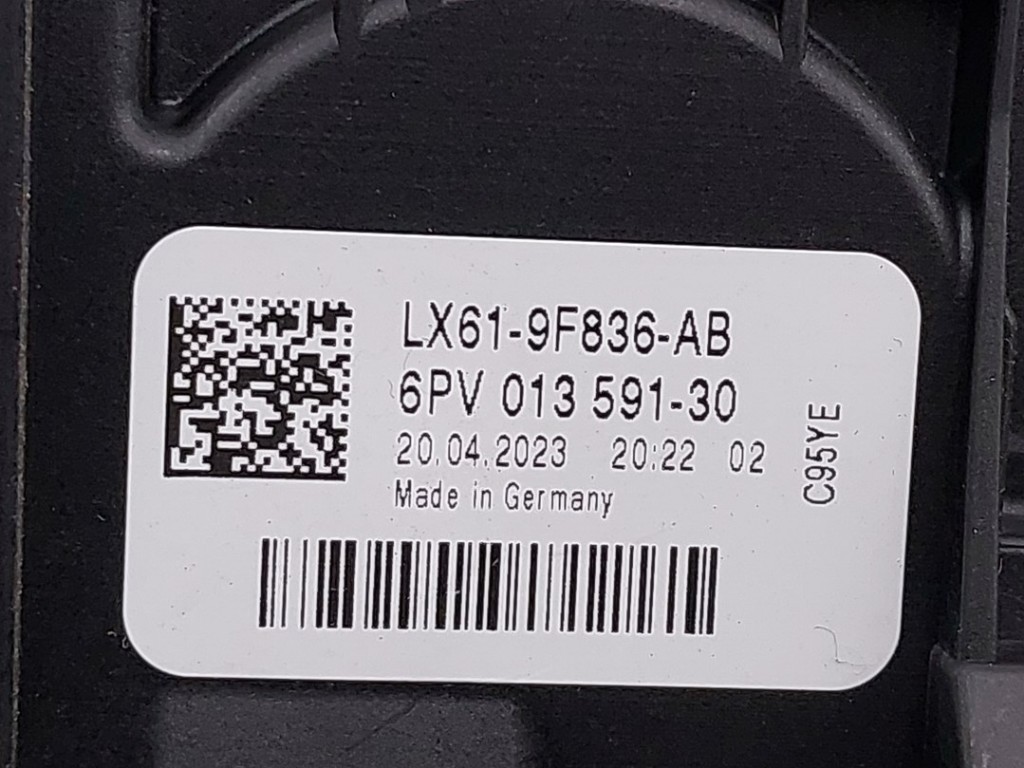 LX61-9F836-AB
6PV 013 591-30
20.04.2023 20:22 02
Made in Germany
C95YE